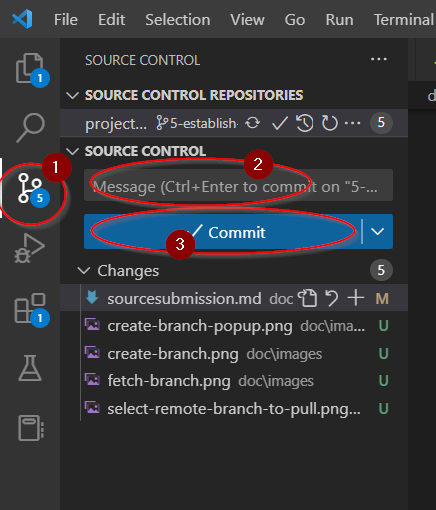 File Edit Selection View Go Run Terminal
SOURCE CONTROL ...
1
SOURCE CONTROL REPOSITORIES
project... 5-establish- ... 5
1
SOURCE CONTROL
2
Message (Ctrl+Enter to commit on "5-...
5
3
Commit
Changes 5
sourcesubmission.md doc M
create-branch-popup.png doc\ima... U
create-branch.png doc\images U
1
fetch-branch.png doc\images U
select-remote-branch-to-pull.png... U